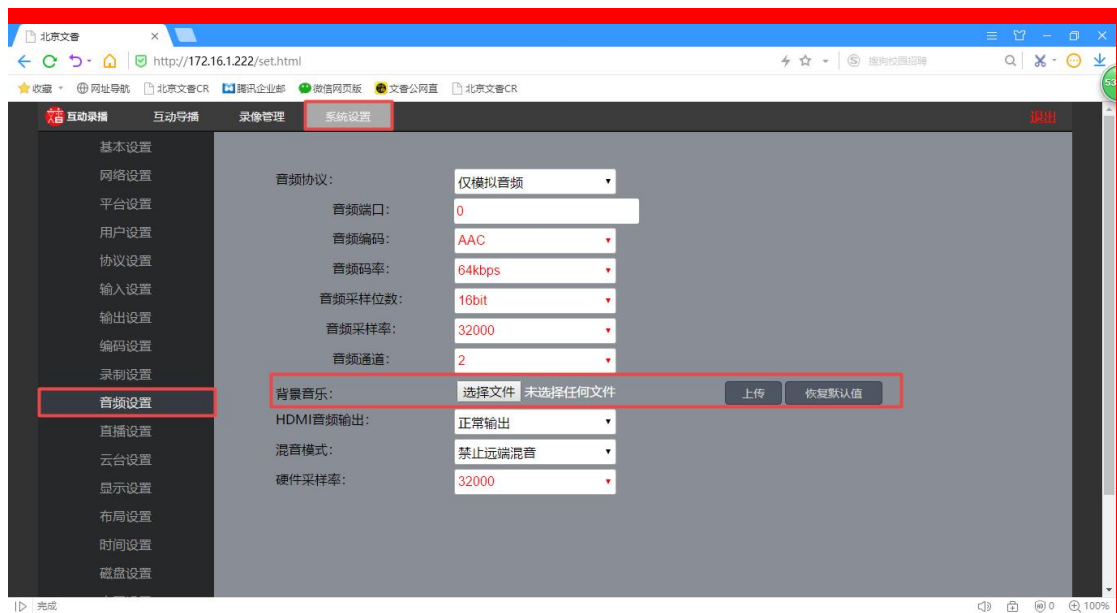 北京文香
http://172.16.1.222/set.html
搜狗校园招聘
收藏 网址导航 北京文香CR 腾讯企业邮 微信网页版 文香公网直 北京文香CR
53
文香 互动录播 互动导播 录像管理 系统设置 退出
基本设置
网络设置
平台设置
用户设置
协议设置
输入设置
输出设置
编码设置
录制设置
音频设置
直播设置
云台设置
显示设置
布局设置
时间设置
磁盘设置
音频协议： 仅模拟音频
音频端口： 0
音频编码： AAC
音频码率： 64kbps
音频采样位数： 16bit
音频采样率： 32000
音频通道： 2
背景音乐： 选择文件 未选择任何文件 上传 恢复默认值
HDMI音频输出： 正常输出
混音模式： 禁止远端混音
硬件采样率： 32000
完成 0 100%